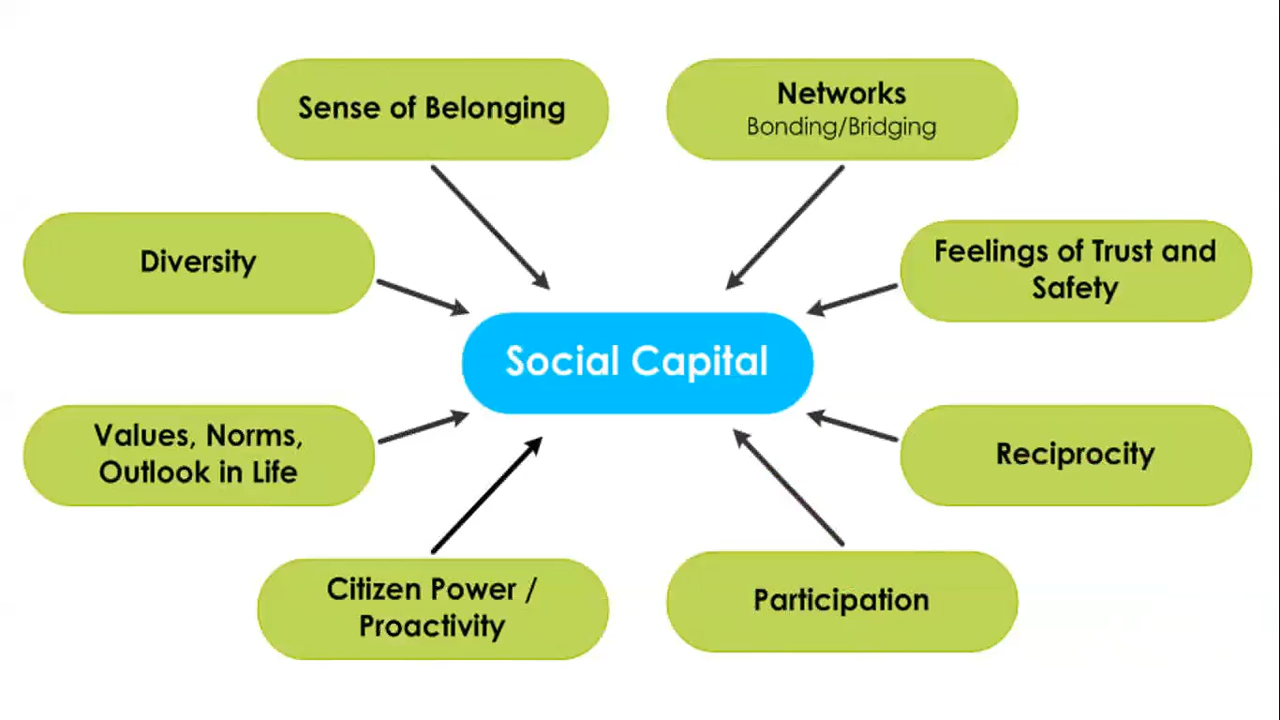 Sense of Belonging
Networks
Bonding/Bridging
Diversity
Feelings of Trust and
Safety
Social Capital
Values, Norms,
Outlook in Life
Reciprocity
Citizen Power /
Proactivity
Participation